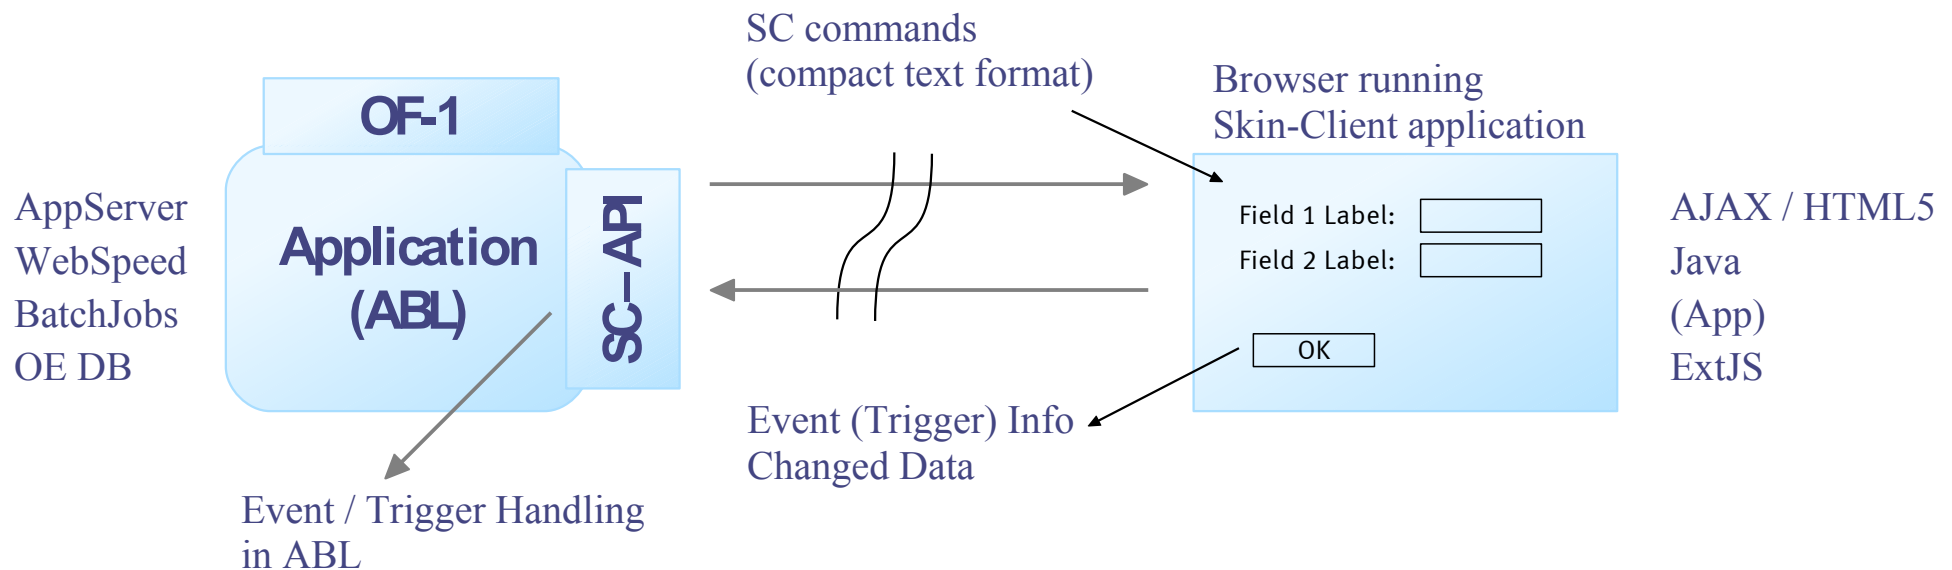 SC commands
(compact text format)
Browser running
Skin-Client application
OF-1
Application
(ABL)
SC–API
AppServer
WebSpeed
BatchJobs
OE DB
Field 1 Label:
Field 2 Label:
OK
AJAX / HTML5
Java
(App)
ExtJS
Event (Trigger) Info
Changed Data
Event / Trigger Handling
in ABL